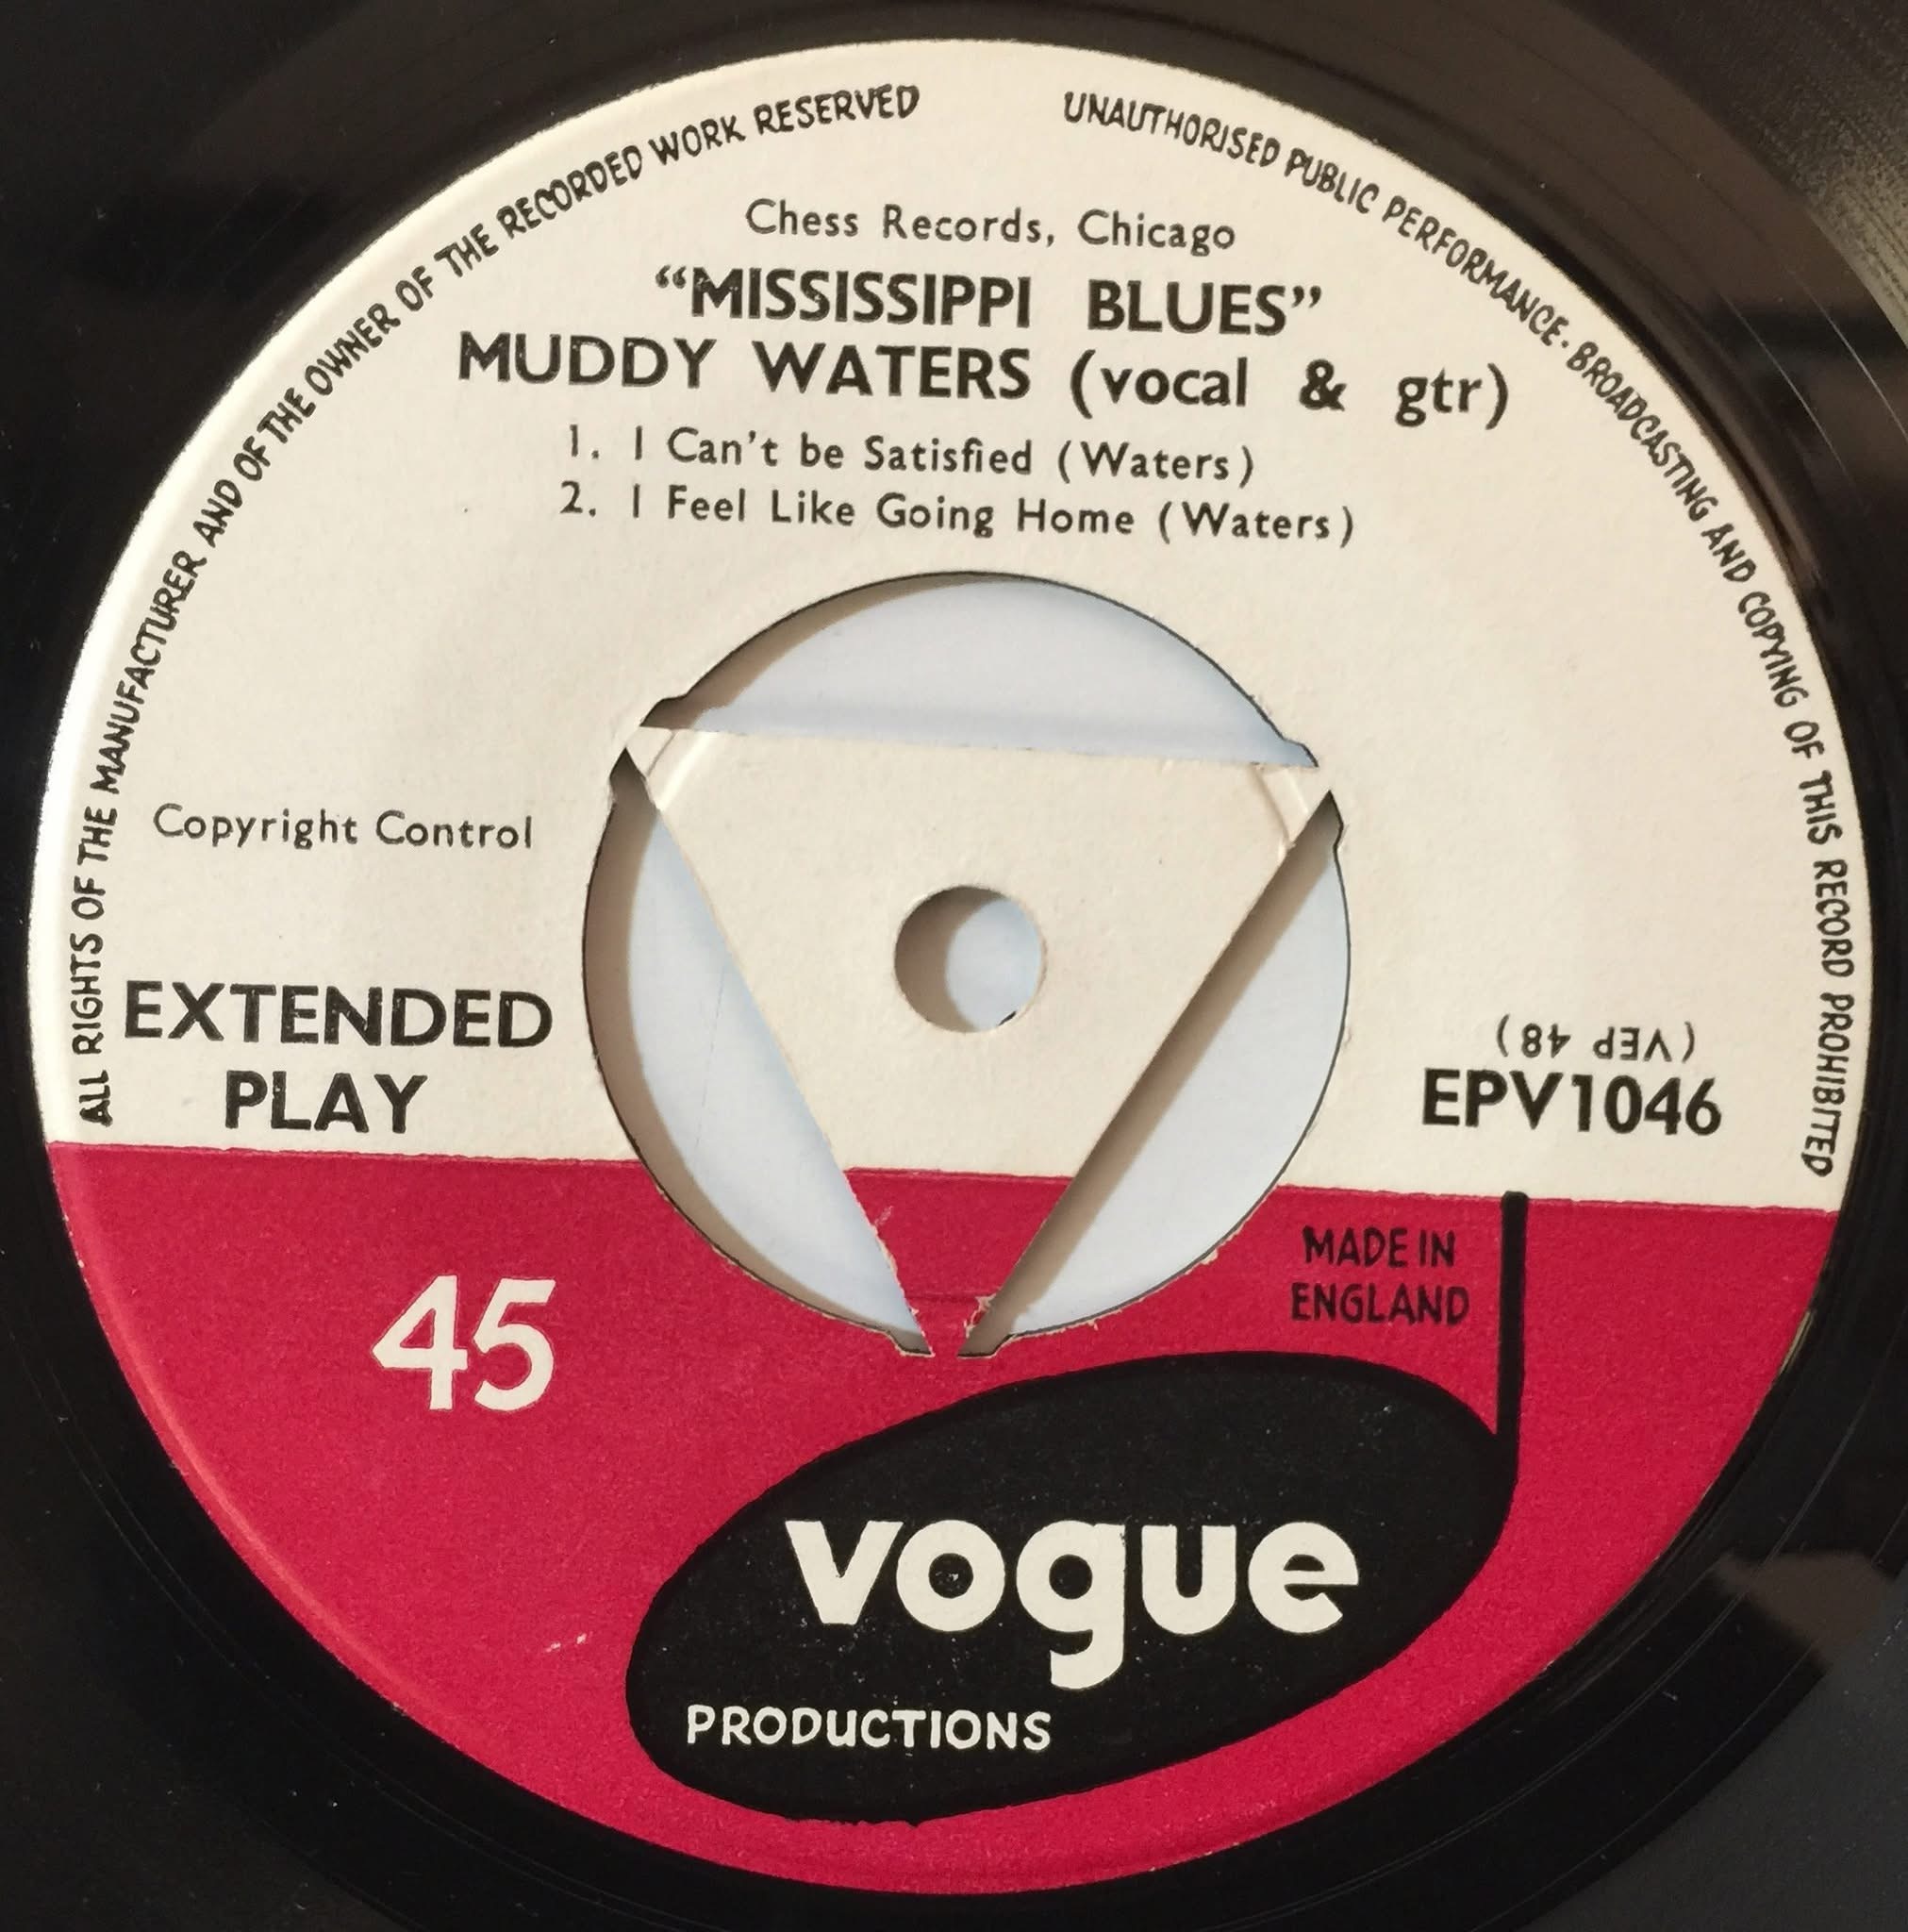 ALL RIGHTS OF THE MANUFACTURER AND OF THE OWNER OF THE RECORDED WORK RESERVED
UNAUTHORISED PUBLIC PERFORMANCE· BROADCASTING AND COPYING OF THIS RECORD PROHIBITED
Chess Records, Chicago
“MISSISSIPPI BLUES”
MUDDY WATERS (vocal & gtr)
1. I Can't be Satisfied (Waters)
2. I Feel Like Going Home (Waters)
Copyright Control
EXTENDED
PLAY
(VEP 48)
EPV1046
45
MADE IN
ENGLAND
vogue
PRODUCTIONS